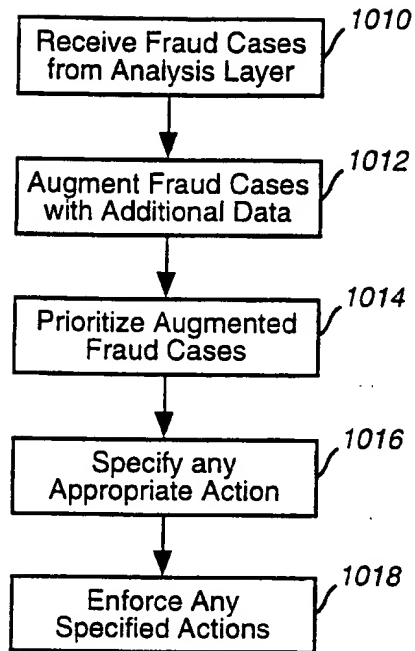 1010
Receive Fraud Cases
from Analysis Layer
1012
Augment Fraud Cases
with Additional Data
1014
Prioritize Augmented
Fraud Cases
1016
Specify any
Appropriate Action
1018
Enforce Any
Specified Actions